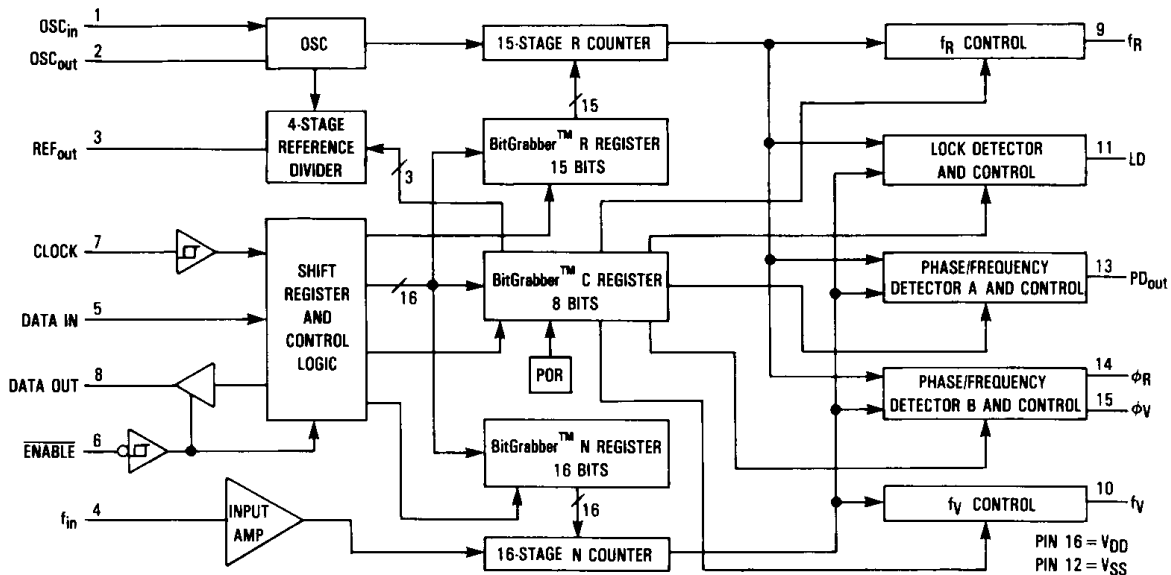 1
OSCin
2
OSCout
OSC
15-STAGE R COUNTER
fR CONTROL
9
fR
15
3
REFout
4-STAGE
REFERENCE
DIVIDER
3
BitGrabber™ R REGISTER
15 BITS
LOCK DETECTOR
AND CONTROL
11
LD
CLOCK
7
SHIFT
REGISTER
AND
CONTROL
LOGIC
16
BitGrabber™ C REGISTER
8 BITS
PHASE/FREQUENCY
DETECTOR A AND CONTROL
13
PDout
DATA IN
5
POR
DATA OUT
8
PHASE/FREQUENCY
DETECTOR B AND CONTROL
14
ϕR
15
ϕV
ENABLE
6
BitGrabber™ N REGISTER
16 BITS
16
fin
4
INPUT
AMP
16-STAGE N COUNTER
fV CONTROL
10
fV
PIN 16 = VDD
PIN 12 = VSS